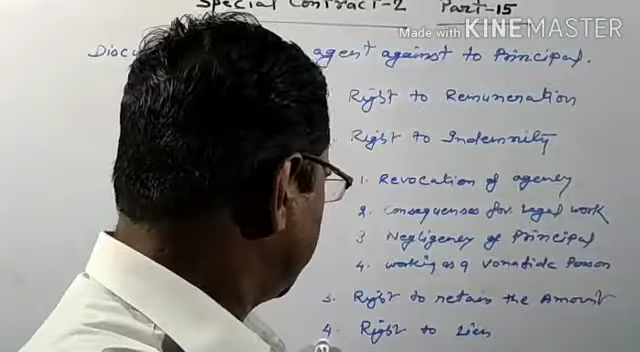 Special Contract-2 Part-15
Made with KINEMASTER
Discu agent against to Principal.
Right to Remuneration
Right to Indemnity
1. Revocation of agency
2. Consequences for legal work
3 Negligency of Principal
4. working as a vonafide Person
3. Right to retain the Amount
4. Right to Lien